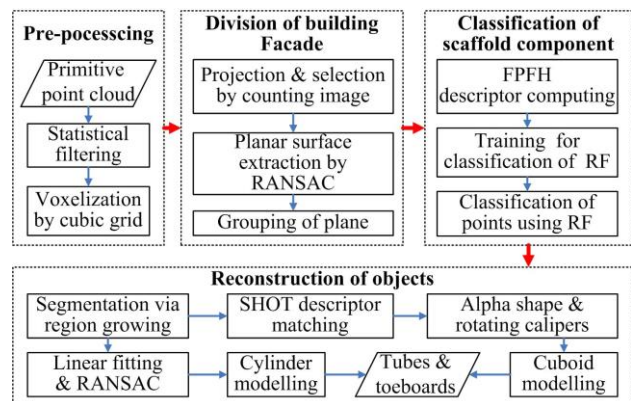 Pre-pocesscing
Primitive
point cloud
Statistical
filtering
Voxelization
by cubic grid
Division of building
Facade
Projection & selection
by counting image
Planar surface
extraction by
RANSAC
Grouping of plane
Classification of
scaffold component
FPFH
descriptor computing
Training for
classification of RF
Classification of
points using RF
Reconstruction of objects
Segmentation via
region growing
SHOT descriptor
matching
Alpha shape &
rotating calipers
Linear fitting
& RANSAC
Cylinder
modelling
Tubes &
toeboards
Cuboid
modelling